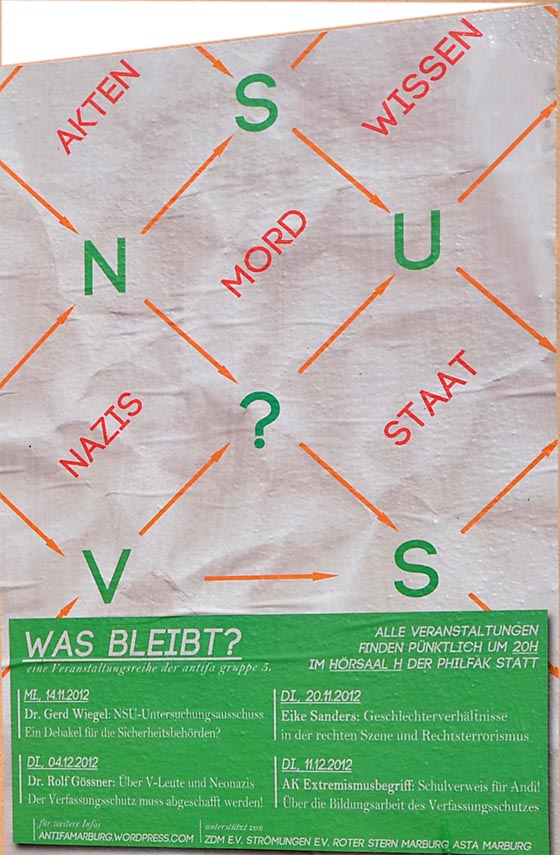 AKTEN
WISSEN
S
N
MORD
U
NAZIS
?
STAAT
V
S
WAS BLEIBT?
eine Veranstaltungsreihe der antifa gruppe 5.
ALLE VERANSTALTUNGEN
FINDEN PÜNKTLICH UM 20H
IM HÖRSAAL H DER PHILFAK STATT
MI, 14.11.2012
Dr. Gerd Wiegel: NSU-Untersuchungsausschuss
Ein Debakel für die Sicherheitsbehörden?
DI, 20.11.2012
Eike Sanders: Geschlechterverhältnisse
in der rechten Szene und Rechtsterrorismus
DI, 04.12.2012
Dr. Rolf Gössner: Über V-Leute und Neonazis
Der Verfassungsschutz muss abgeschafft werden!
DI, 11.12.2012
AK Extremismusbegriff: Schulverweis für Andi!
Über die Bildungsarbeit des Verfassungsschutzes
für weitere Infos
ANTIFAMARBURG.WORDPRESS.COM
unterstützt von
ZDM E.V. STRÖMUNGEN E.V. ROTER STERN MARBURG ASTA MARBURG